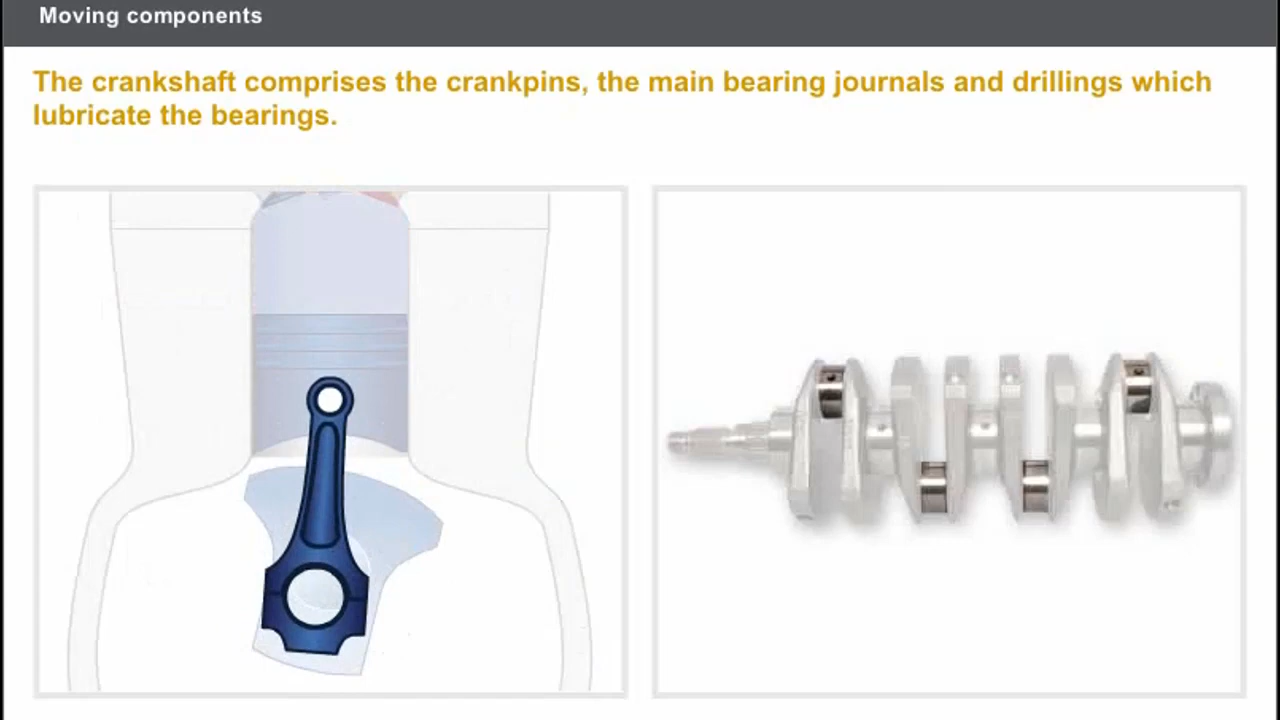 Moving components
The crankshaft comprises the crankpins, the main bearing journals and drillings which
lubricate the bearings.